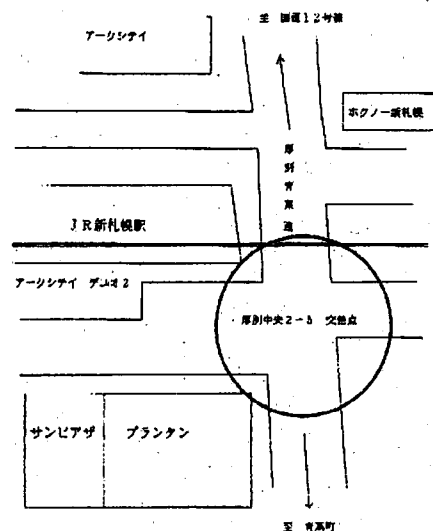 至 国道12号線
アークシティ
ホクノー新札幌
厚別青葉通
JR新札幌駅
アークシティ デュオ2
厚別中央2-5 交差点
サンピアザ
プランタン
至 青葉町